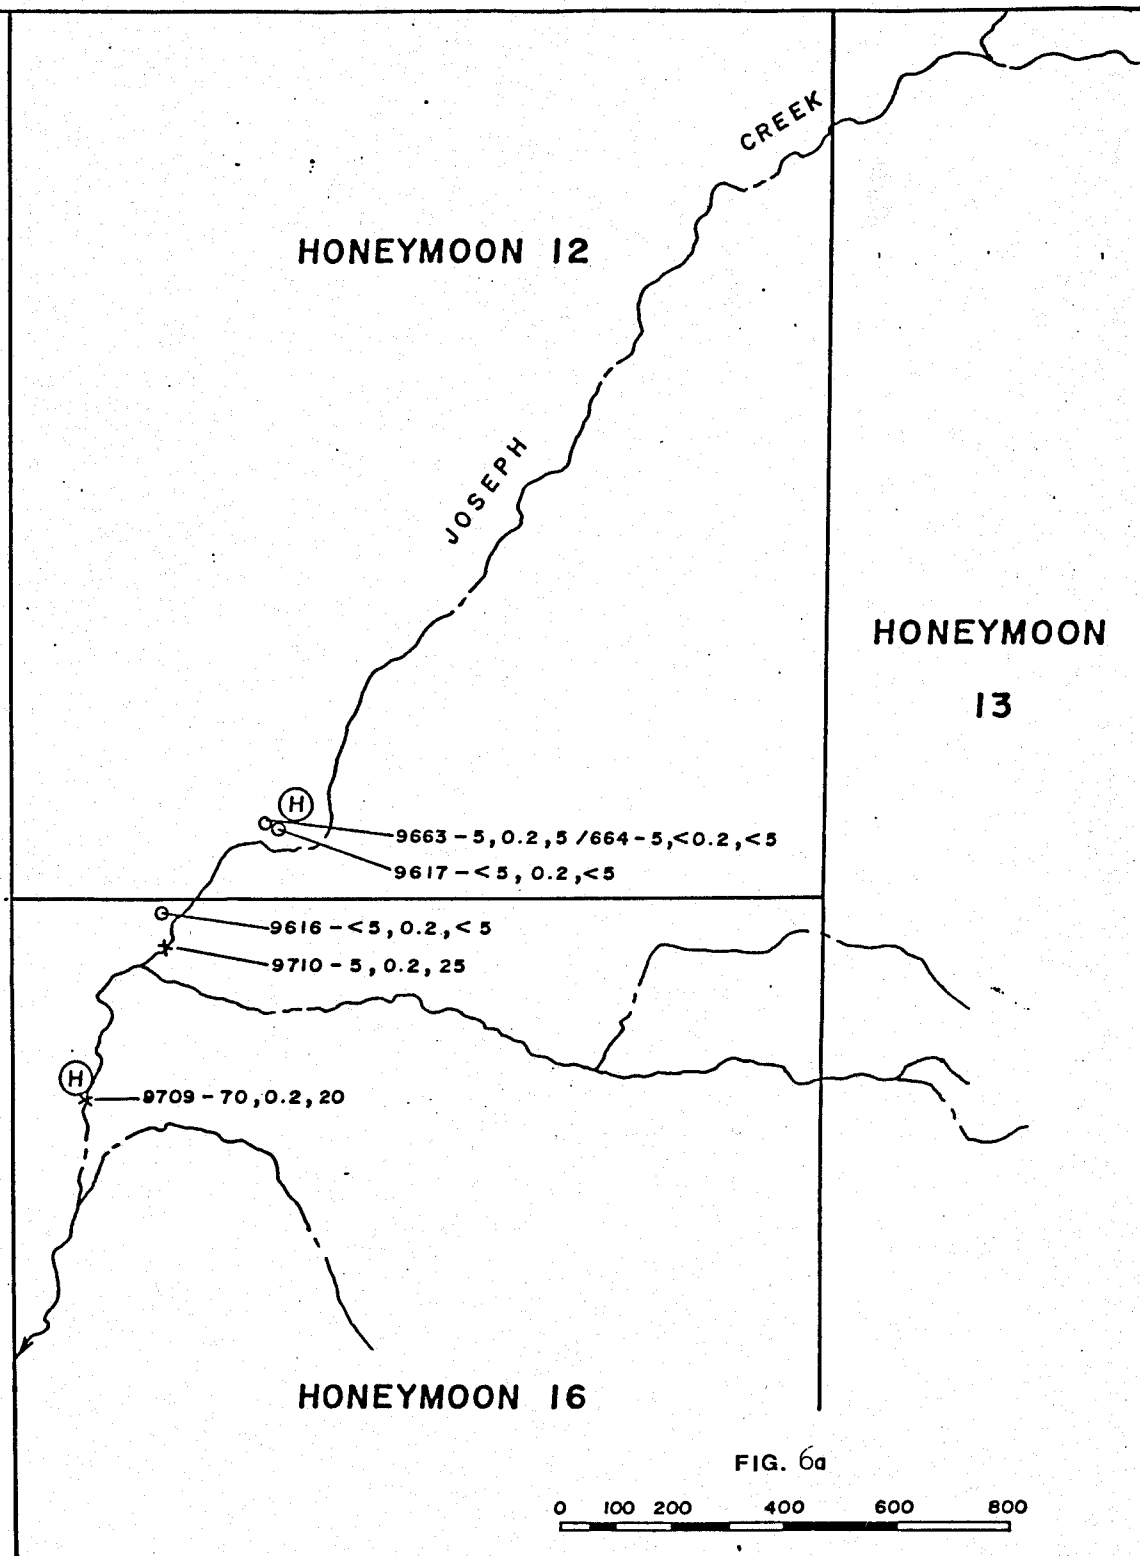 CREEK
HONEYMOON 12
JOSEPH
HONEYMOON
13
H
9663-5, 0.2, 5 /664-5, <0.2, <5
9617-<5, 0.2, <5
9616-<5, 0.2, <5
9710-5, 0.2, 25
H
9709-70, 0.2, 20
HONEYMOON 16
FIG. 6a
0 100 200 400 600 800